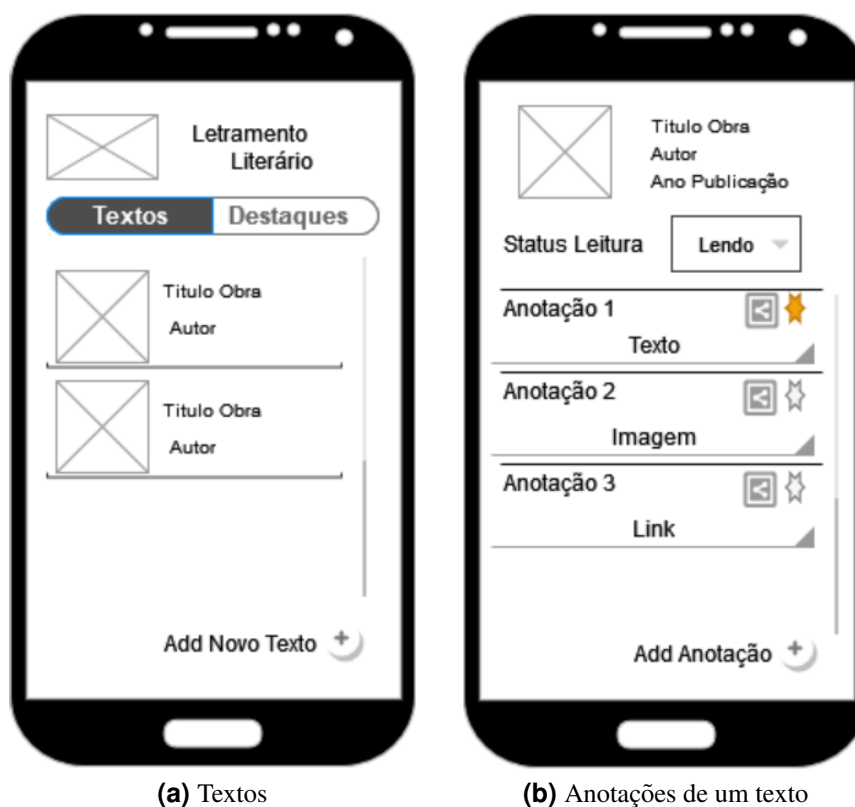 Letramento
Literário
Textos
Destaques
Titulo Obra
Autor
Titulo Obra
Autor
Add Novo Texto +
(a) Textos
Titulo Obra
Autor
Ano Publicação
Status Leitura
Lendo
Anotação 1
Texto
Anotação 2
Imagem
Anotação 3
Link
Add Anotação +
(b) Anotações de um texto